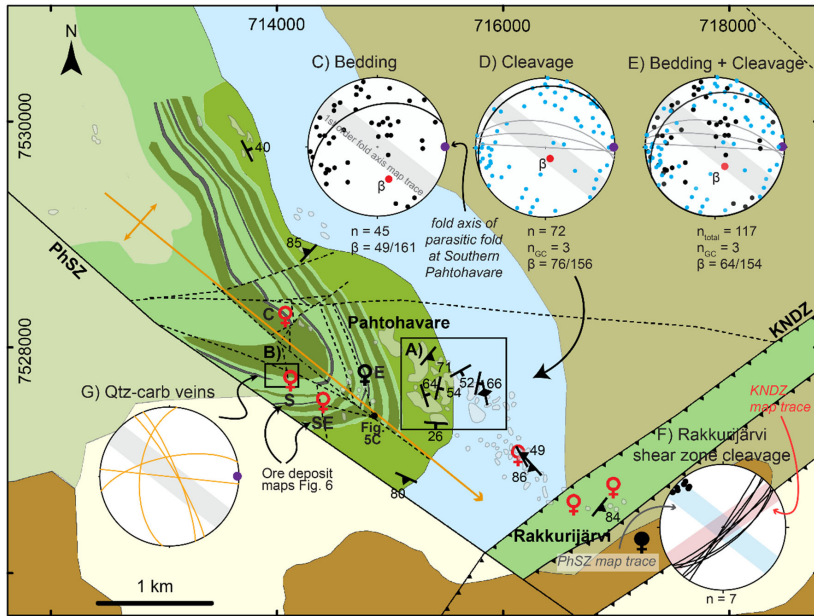 714000
716000
718000
N
C) Bedding
D) Cleavage
E) Bedding + Cleavage
7530000
40
1st order fold axis map trace
β
β
β
n = 45
β = 49/161
fold axis of
parasitic fold
at Southern
Pahtohavare
n = 72
nGC = 3
β = 76/156
ntotal = 117
nGC = 3
β = 64/154
85
PhSZ
C
Pahtohavare
KNDZ
7528000
B)
A)
E
71
64
54
52
66
S
SE
Fig.
5C
26
G) Qtz-carb veins
KNDZ
map trace
F) Rakkurijärvi
shear zone cleavage
49
86
80
Ore deposit
maps Fig. 6
84
Rakkurijärvi
PhSZ map trace
1 km
n = 7